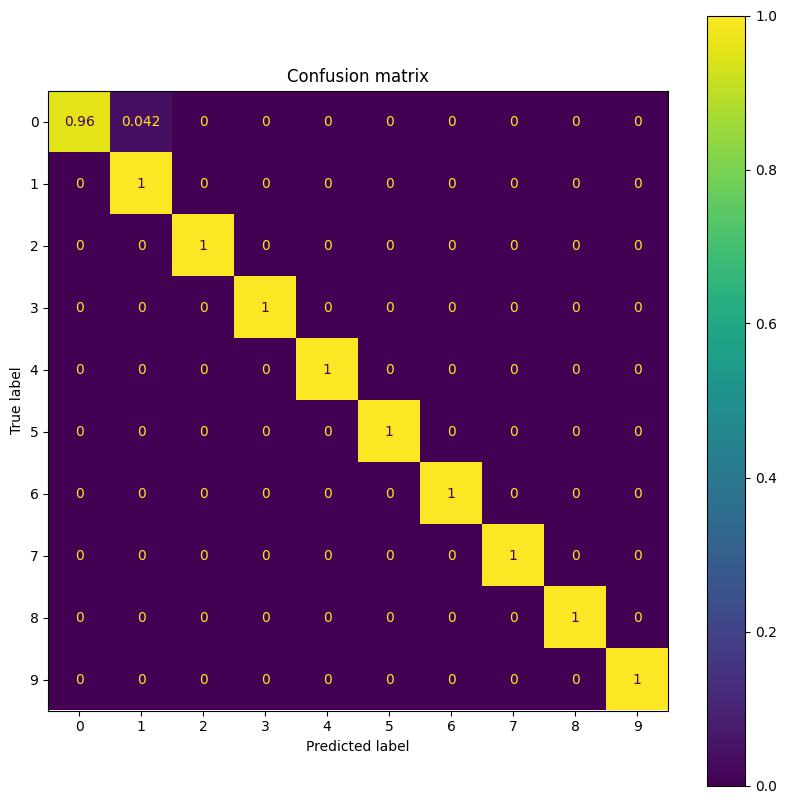 Confusion matrix
1.0
0 0.96 0.042 0 0 0 0 0 0 0 0
1 0 1 0 0 0 0 0 0 0 0
0.8
2 0 0 1 0 0 0 0 0 0 0
3 0 0 0 1 0 0 0 0 0 0
0.6
4 0 0 0 0 1 0 0 0 0 0
True label
5 0 0 0 0 0 1 0 0 0 0
0.4
6 0 0 0 0 0 0 1 0 0 0
7 0 0 0 0 0 0 0 1 0 0
8 0 0 0 0 0 0 0 0 1 0
0.2
9 0 0 0 0 0 0 0 0 0 1
0 1 2 3 4 5 6 7 8 9
Predicted label
0.0